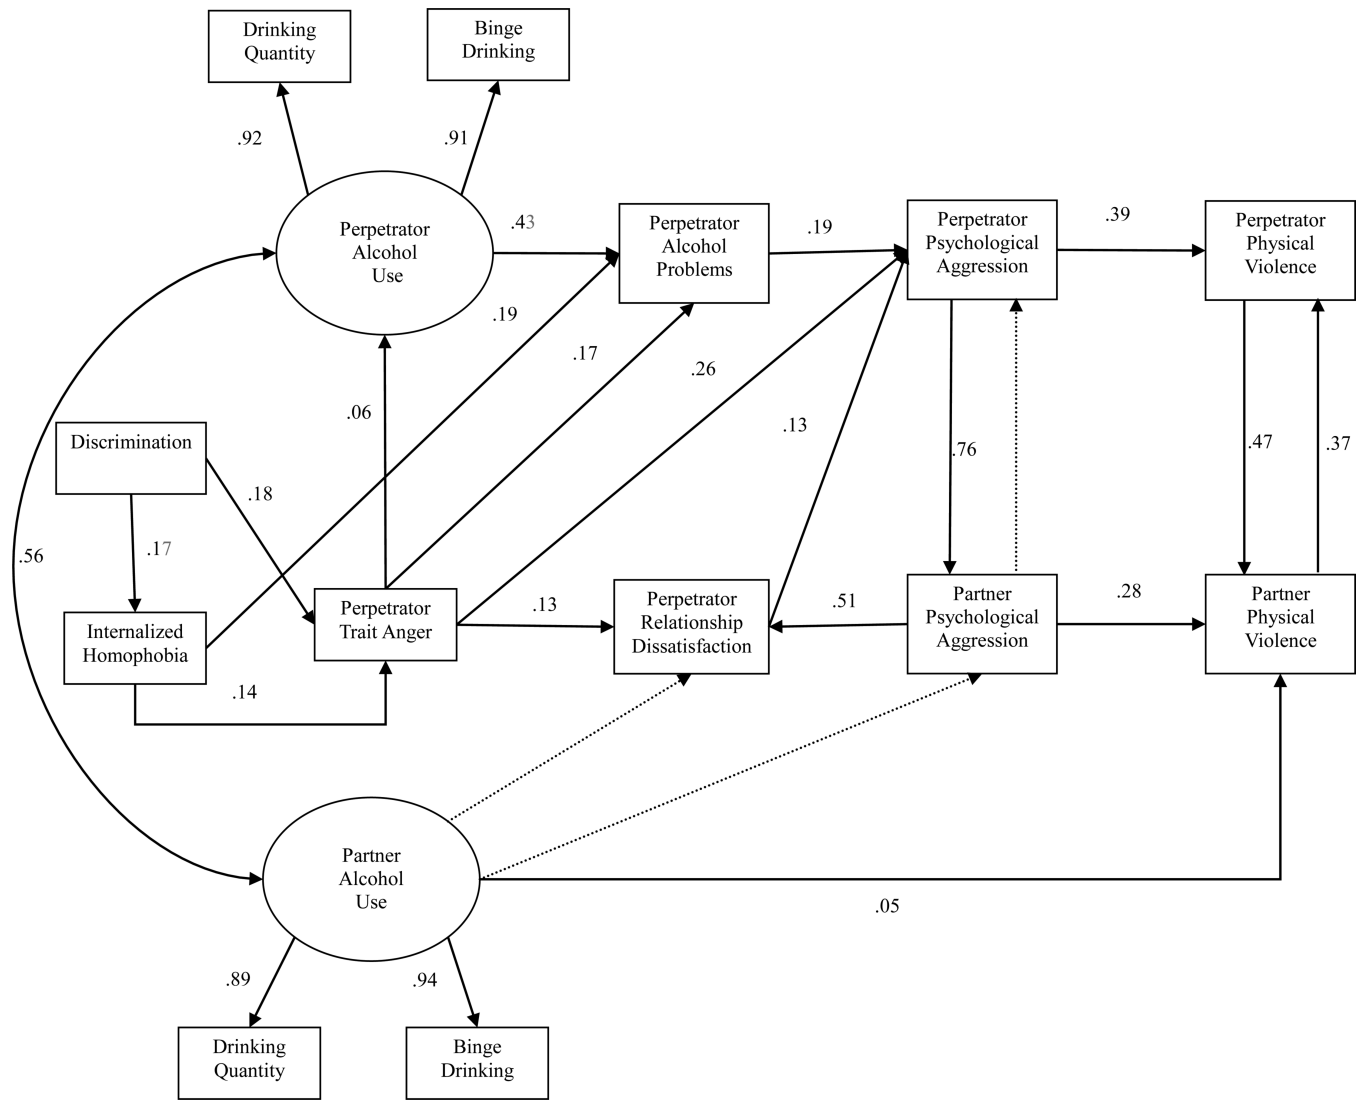 Drinking
Quantity
Binge
Drinking
.92
.91
Perpetrator
Alcohol
Use
.43
Perpetrator
Alcohol
Problems
.19
Perpetrator
Psychological
Aggression
.39
Perpetrator
Physical
Violence
.19
.17
.26
.06
.13
Discrimination
.18
.76
.47
.37
.56
.17
Internalized
Homophobia
Perpetrator
Trait Anger
.13
Perpetrator
Relationship
Dissatisfaction
.51
Partner
Psychological
Aggression
.28
Partner
Physical
Violence
.14
Partner
Alcohol
Use
.05
.89
.94
Drinking
Quantity
Binge
Drinking